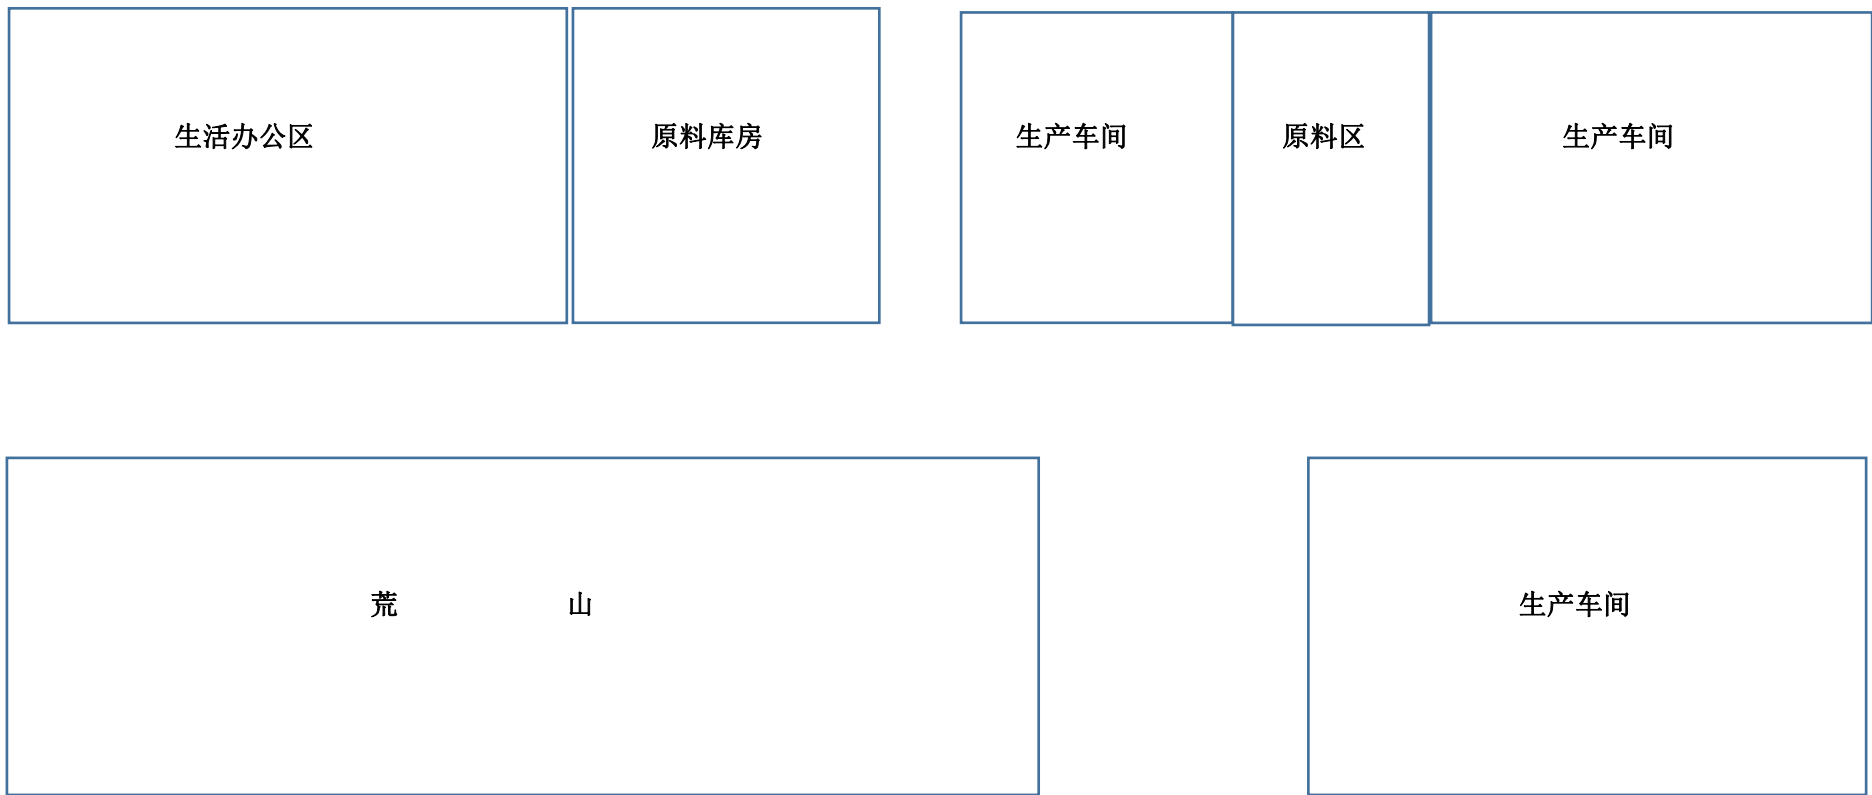 生活办公区
原料库房
生产车间
原料区
生产车间
荒 山
生产车间